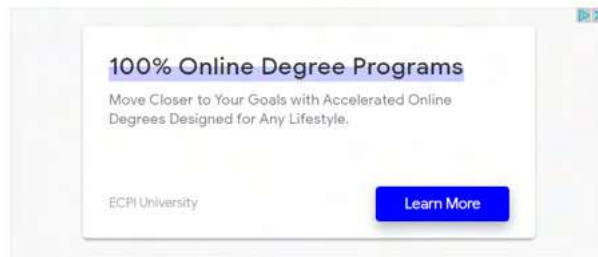 100% Online Degree Programs
Move Closer to Your Goals with Accelerated Online
Degrees Designed for Any Lifestyle.
ECPI University
Learn More